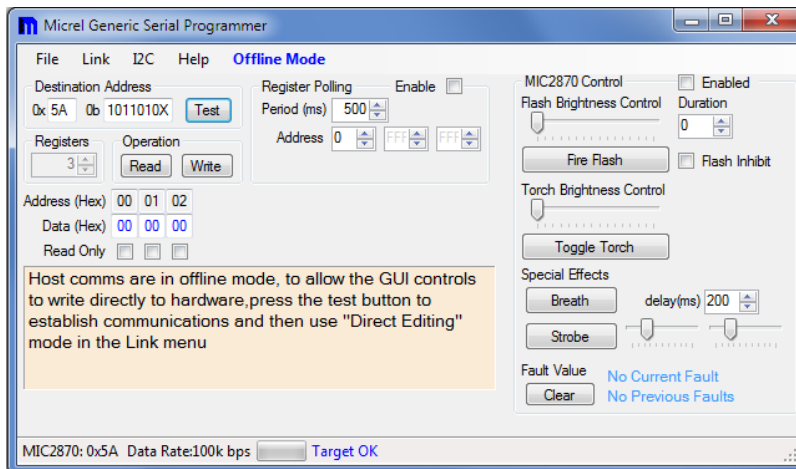 Micrel Generic Serial Programmer
File Link I2C Help Offline Mode
Destination Address
0x 5A 0b 1011010X Test
Registers
3
Operation
Read Write
Register Polling Enable
Period (ms) 500
Address 0 FFF FFF
Address (Hex) 00 01 02
Data (Hex) 00 00 00
Read Only
Host comms are in offline mode, to allow the GUI controls
to write directly to hardware,press the test button to
establish communications and then use "Direct Editing"
mode in the Link menu
MIC2870 Control Enabled
Flash Brightness Control Duration
0
Fire Flash Flash Inhibit
Torch Brightness Control
Toggle Torch
Special Effects
Breath delay(ms) 200
Strobe
Fault Value
No Current Fault
Clear No Previous Faults
MIC2870: 0x5A Data Rate:100k bps Target OK